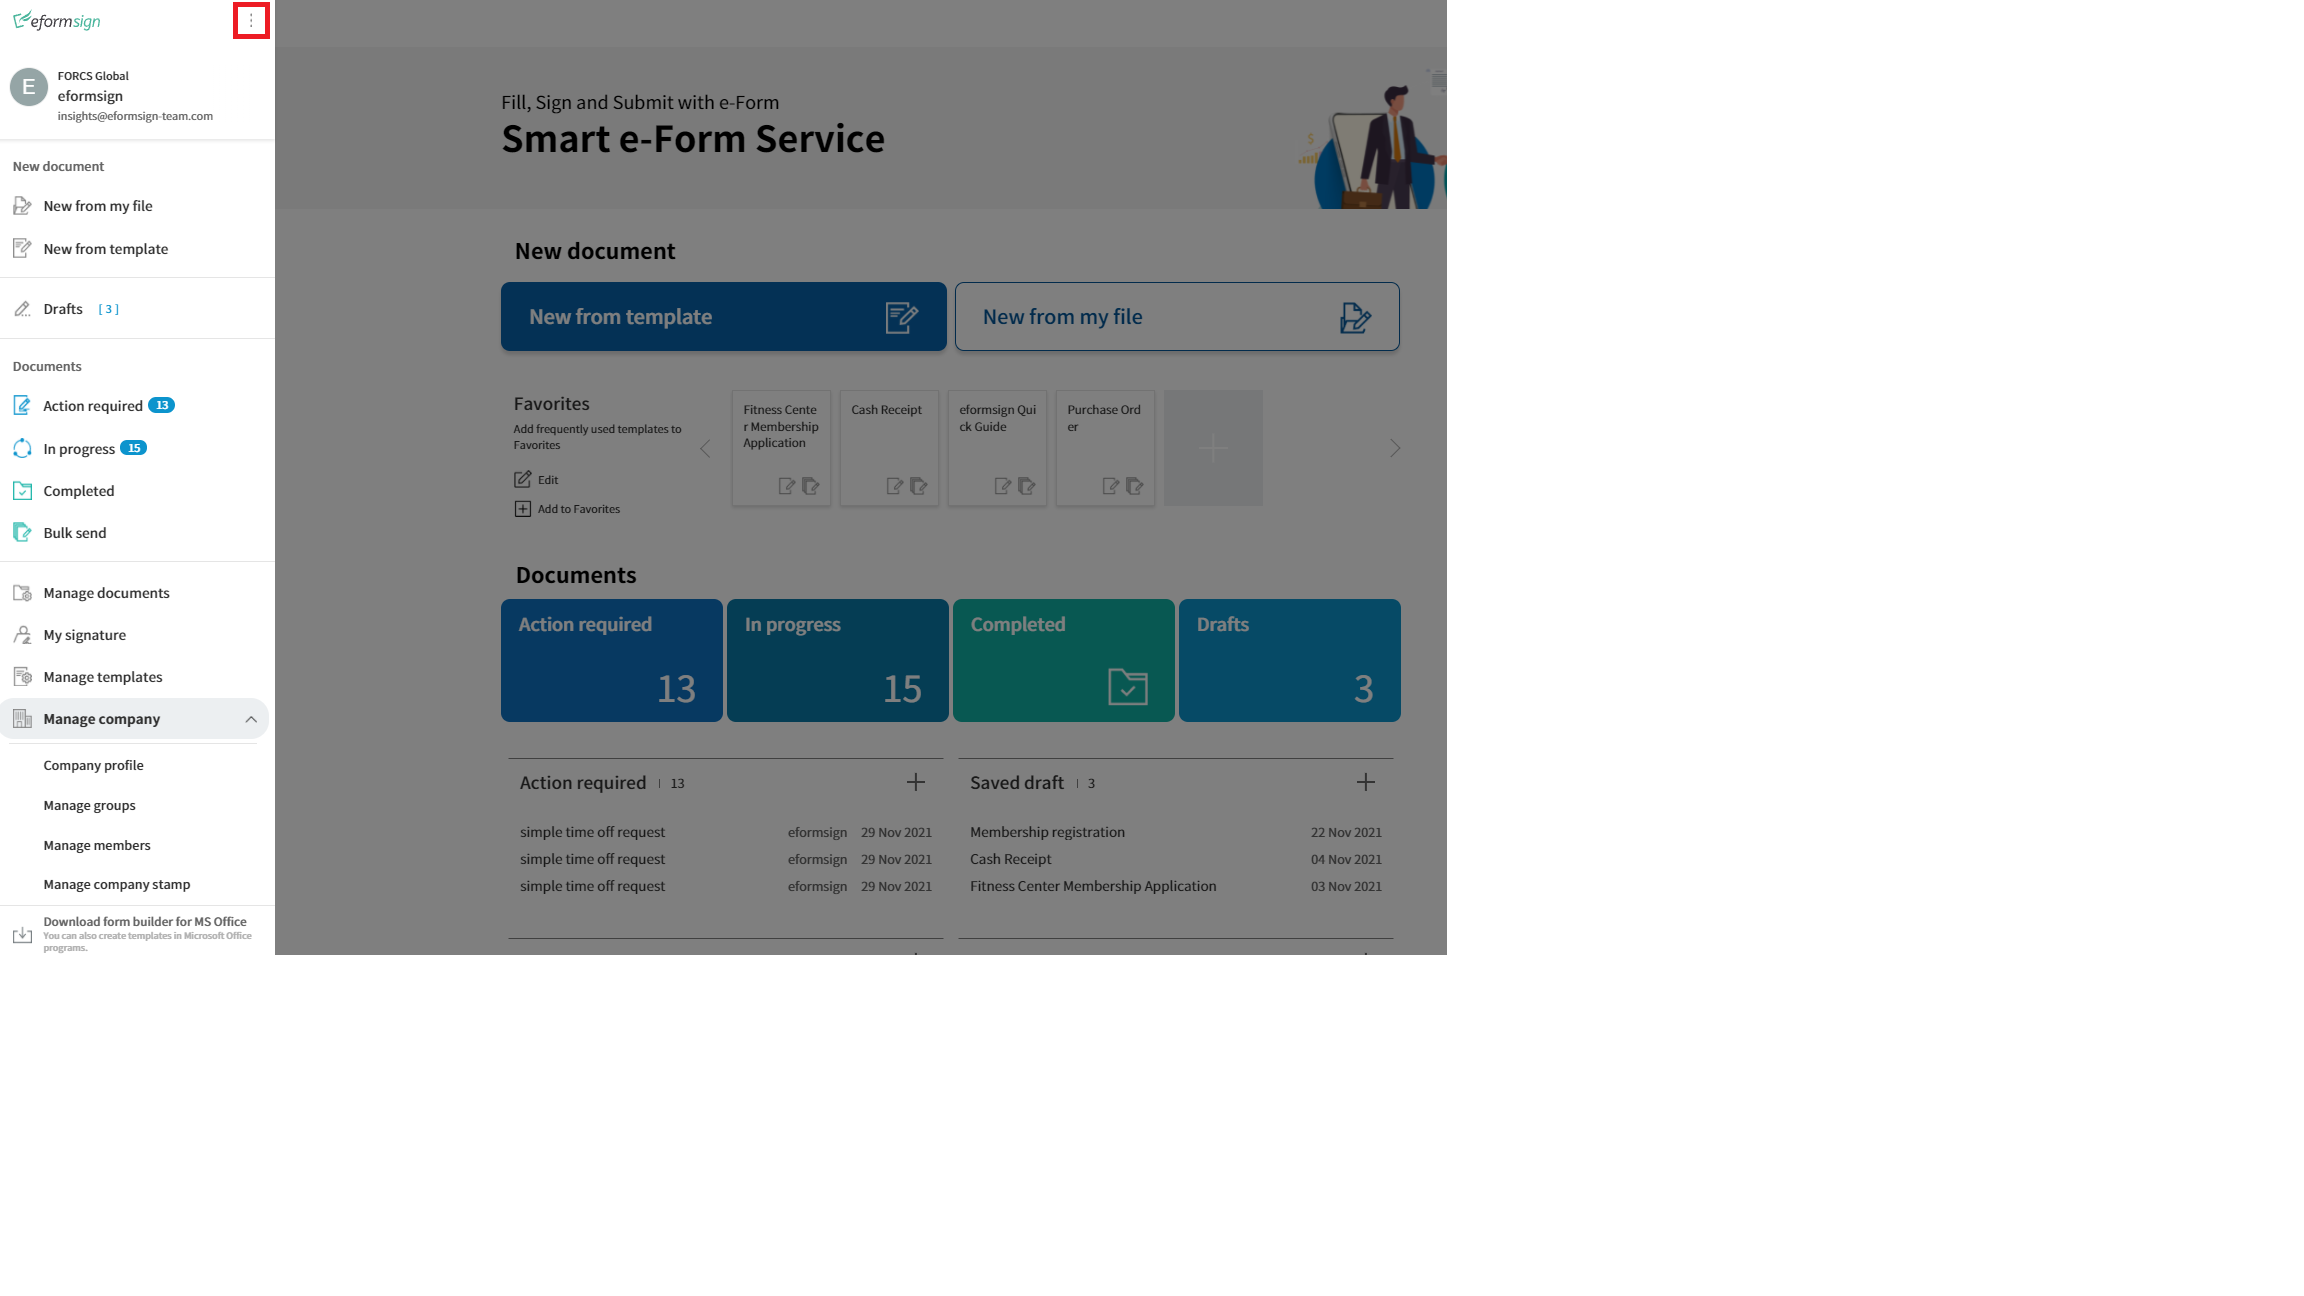 eformsign
E
FORCS Global
eformsign
insights@eformsign-team.com
New document
New from my file
New from template
Drafts [ 3 ]
Documents
Action required 13
In progress 15
Completed
Bulk send
Manage documents
My signature
Manage templates
Manage company
Company profile
Manage groups
Manage members
Manage company stamp
Download form builder for MS Office
You can also create templates in Microsoft Office
programs.
Fill, Sign and Submit with e-Form
Smart e-Form Service
New document
New from template
New from my file
Favorites
Add frequently used templates to
Favorites
Edit
Add to Favorites
Fitness Cente
r Membership
Application
Cash Receipt
eformsign Qui
ck Guide
Purchase Ord
er
Documents
Action required
13
In progress
15
Completed
Drafts
3
Action required | 13
simple time off request eformsign 29 Nov 2021
simple time off request eformsign 29 Nov 2021
simple time off request eformsign 29 Nov 2021
Saved draft | 3
Membership registration 22 Nov 2021
Cash Receipt 04 Nov 2021
Fitness Center Membership Application 03 Nov 2021